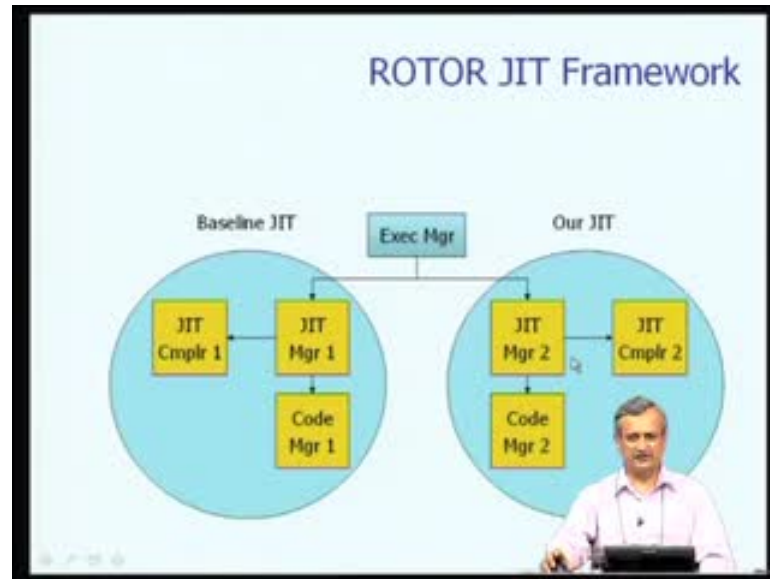 ROTOR JIT Framework
Baseline JIT
Exec Mgr
Our JIT
JIT
Cmplr 1
JIT
Mgr 1
JIT
Mgr 2
JIT
Cmplr 2
Code
Mgr 1
Code
Mgr 2